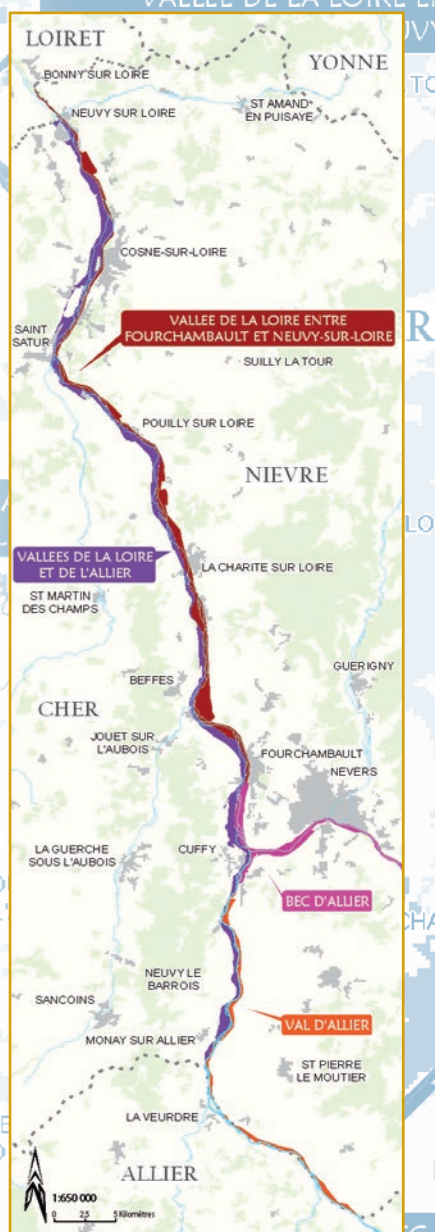 VALLEE DE LA LOIRE
LOIRET
YONNE
BONNY SUR LOIRE
NEUVY SUR LOIRE
ST AMAND
EN PUISAYE
COSNE-SUR-LOIRE
VALLEE DE LA LOIRE ENTRE
FOURCHAMBAULT ET NEUVY-SUR-LOIRE
SAINT
SATUR
SUILLY LA TOUR
POUILLY SUR LOIRE
NIEVRE
VALLEES DE LA LOIRE
ET DE L'ALLIER
LA CHARITE SUR LOIRE
ST MARTIN
DES CHAMPS
GUERIGNY
BEFFES
CHER
JOUET SUR
L'AUBOIS
FOURCHAMBAULT
NEVERS
LA GUERCHE
SOUS L'AUBOIS
CUFFY
BEC D'ALLIER
NEUVY LE
BARROIS
SANCOINS
VAL D'ALLIER
MONAY SUR ALLIER
ST PIERRE
LE MOUTIER
LA VEURDRE
ALLIER
1:650 000
0 2,5 5 Kilomètres